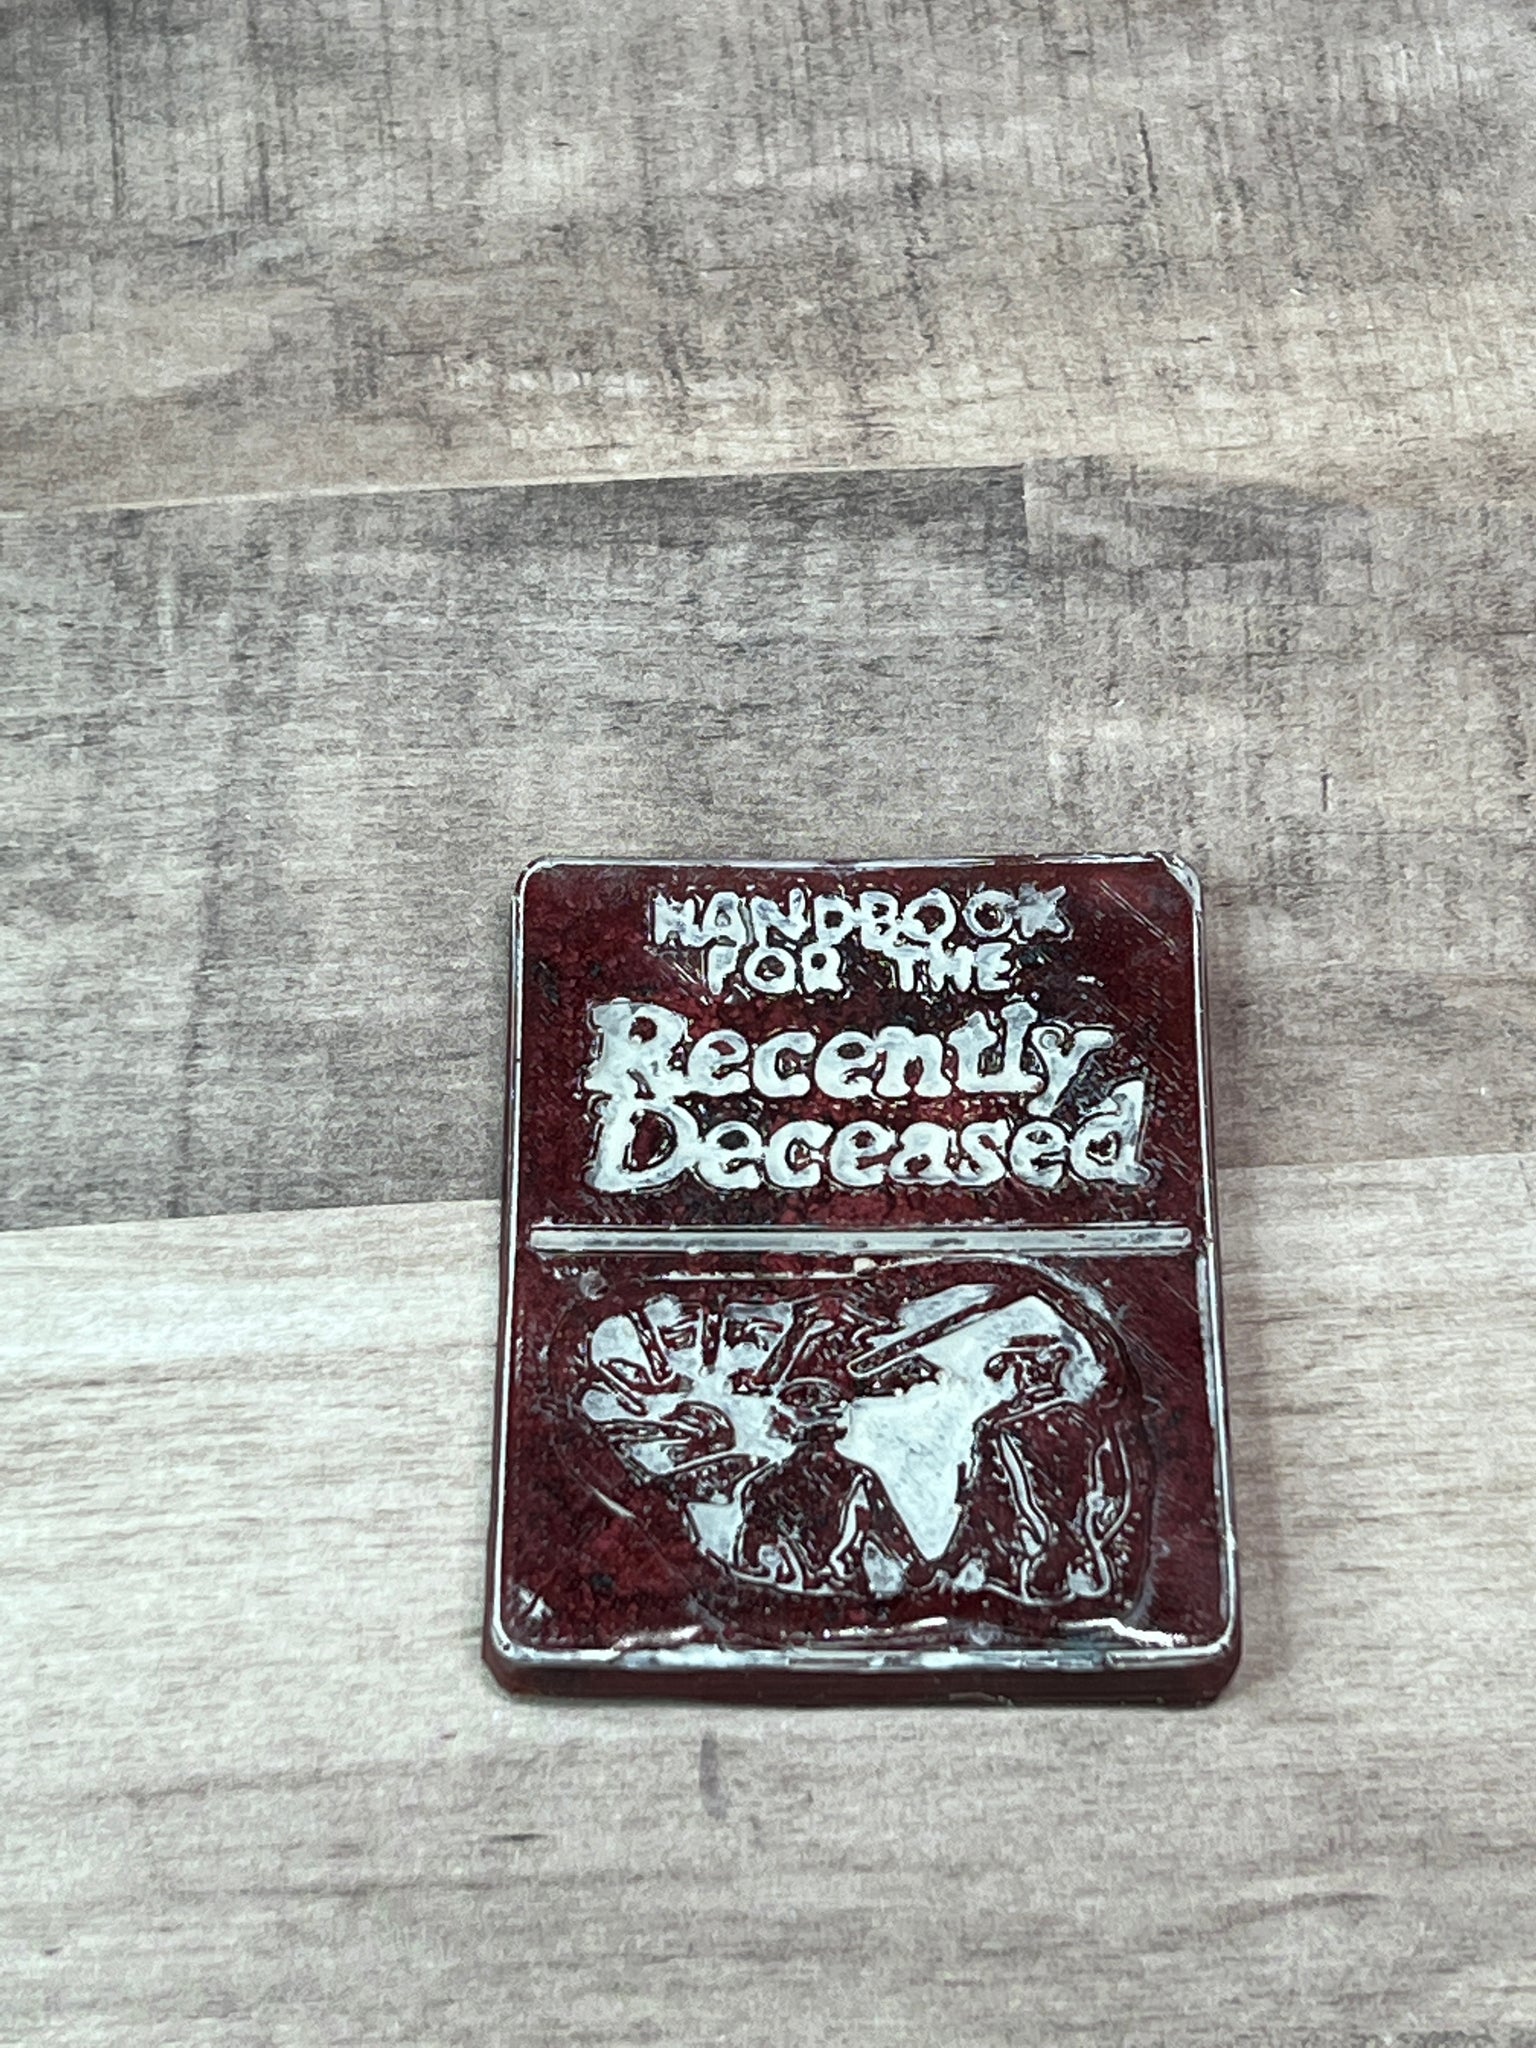 HANDBOOK
FOR THE
Recently
Deceased